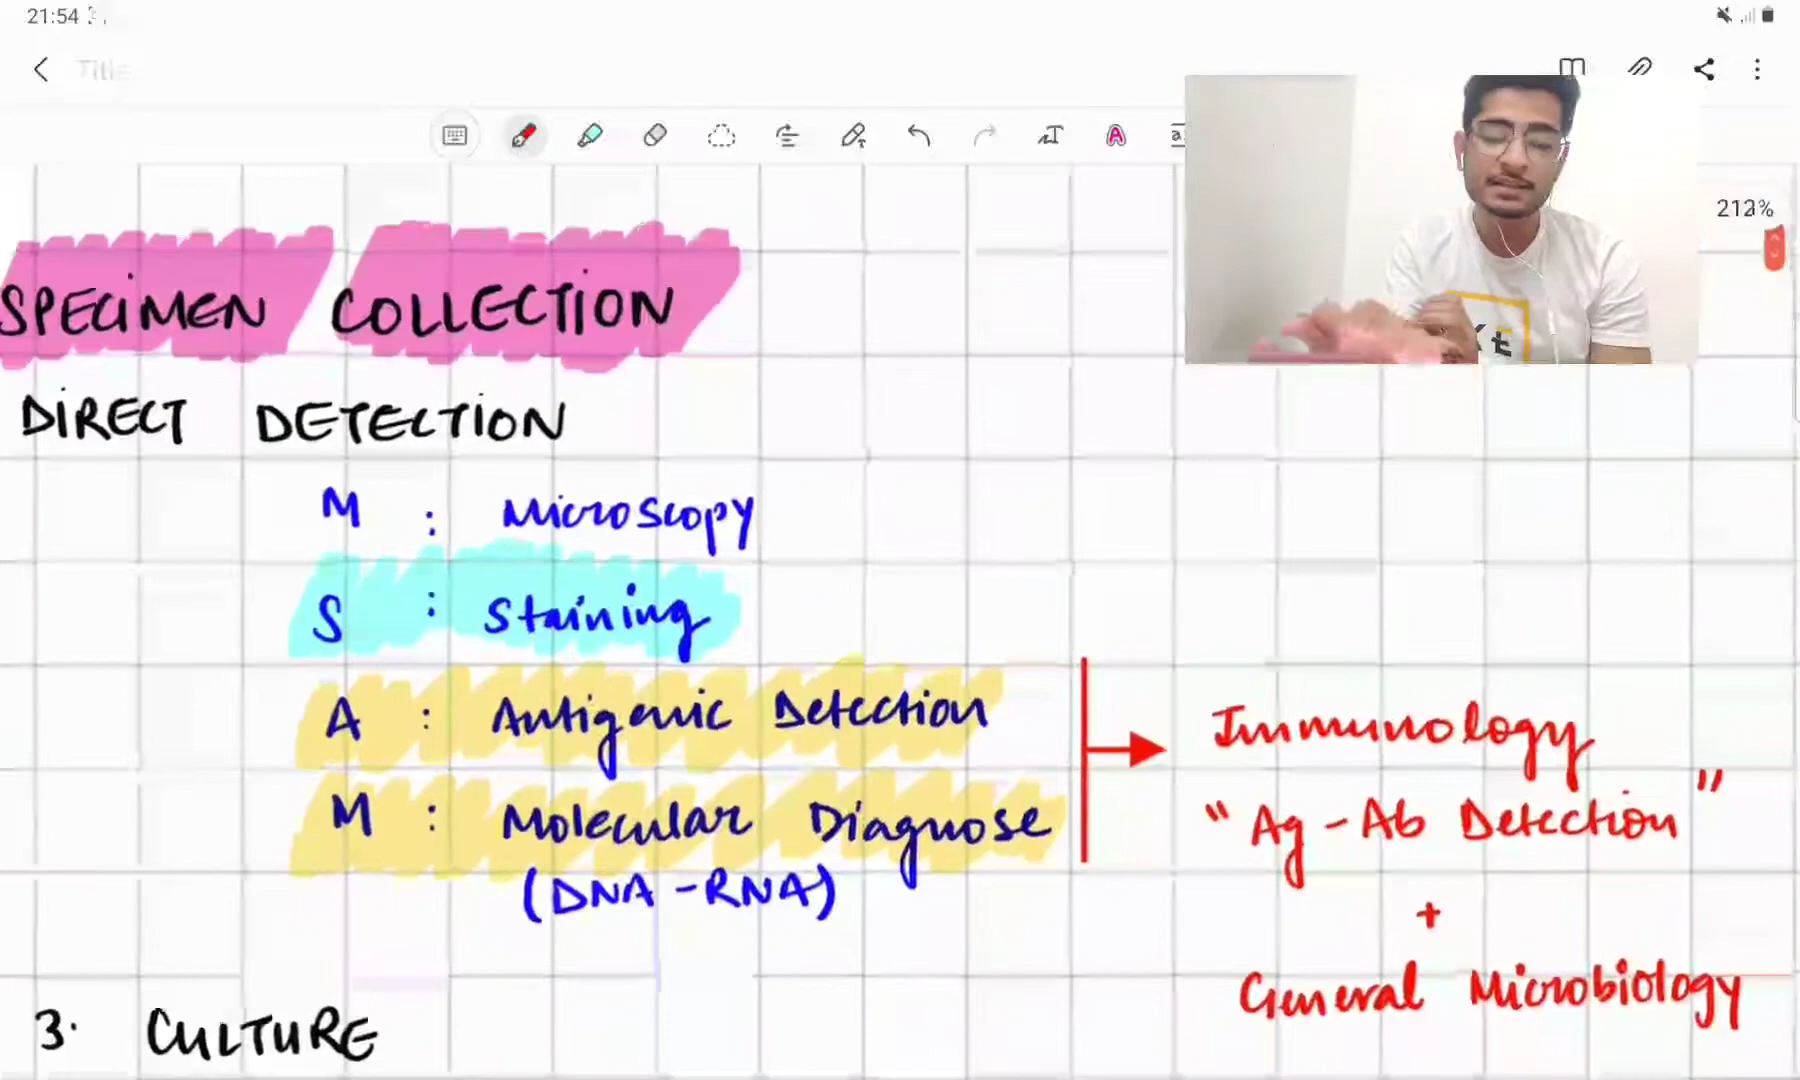 21:54
Title
213%
SPECIMEN COLLECTION
DIRECT DETECTION
M : Microscopy
S : Staining
A : Antigenic Detection
M : Molecular Diagnose
(DNA-RNA)
Immunology
"Ag-Ab Detection"
+
General Microbiology
3. CULTURE